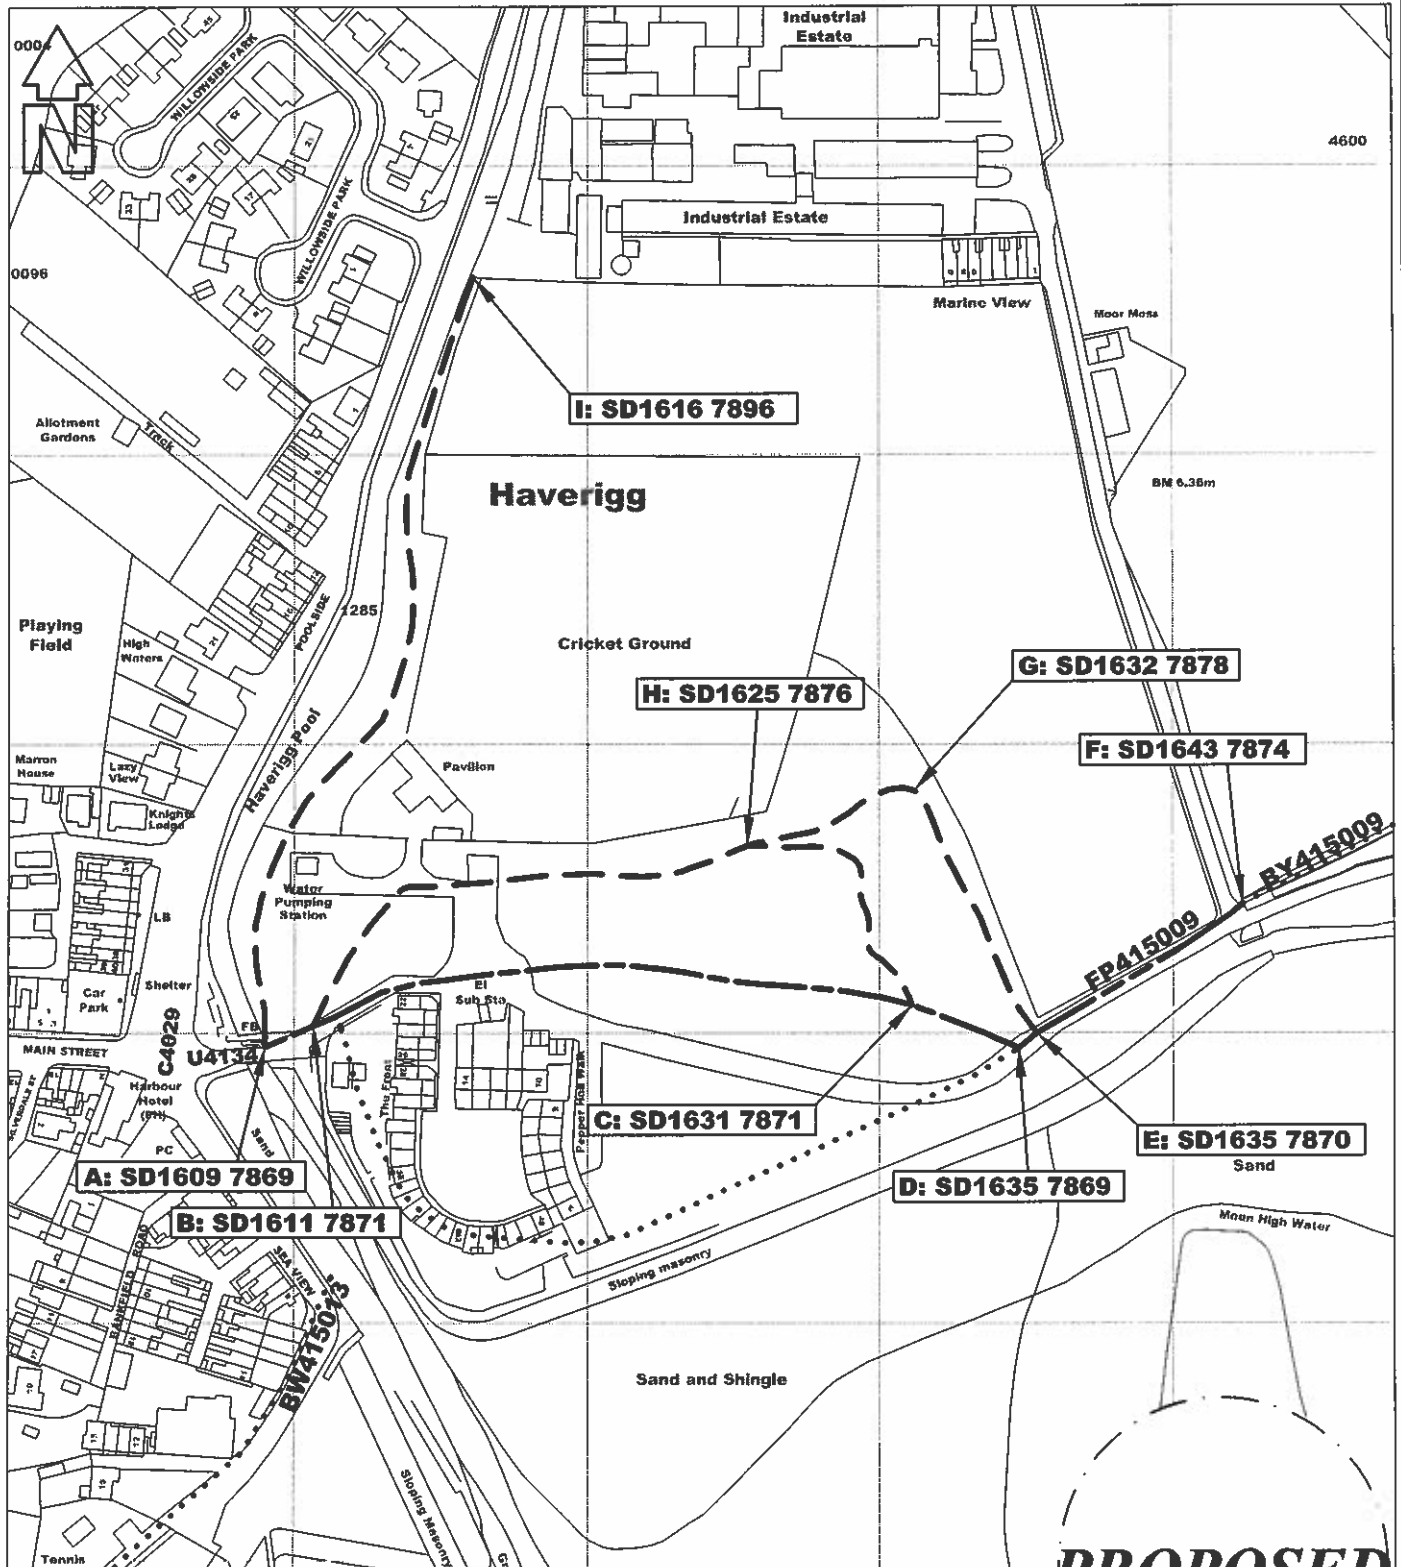 Industrial
Estate
0004
N
WILLOWSIDE PARK
4600
Industrial Estate
WILLOWSIDE PARK
0096
Marine View
Moor Moss
I: SD1616 7896
Allotment
Gardens
Track
Haverigg
BM 6.36m
1285
POOLSIDE
Playing
Field
High
Waters
Cricket Ground
G: SD1632 7878
H: SD1625 7876
Haverigg Pool
F: SD1643 7874
Marron
House
Lazy
View
Pavilion
Knights
Lodge
BY415009
Water
Pumping
Station
LB
FP415009
Shelter
Car
Park
El
Sub Sta
C4029
FB
U4134
MAIN STREET
SILVERDALE ST
Harbour
Hotel
(PH)
The Front
Pepper Hall Walk
C: SD1631 7871
E: SD1635 7870
Sand
Sand
PC
A: SD1609 7869
D: SD1635 7869
B: SD1611 7871
Mean High Water
BANKFIELD ROAD
SEA VIEW
Sloping masonry
BW415013
Sand and Shingle
Sloping Masonry
Tennis
PROPOSED